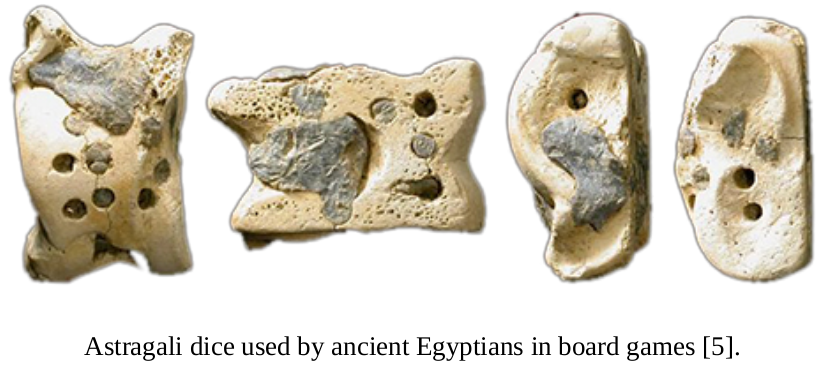 Astragali dice used by ancient Egyptians in board games [5].